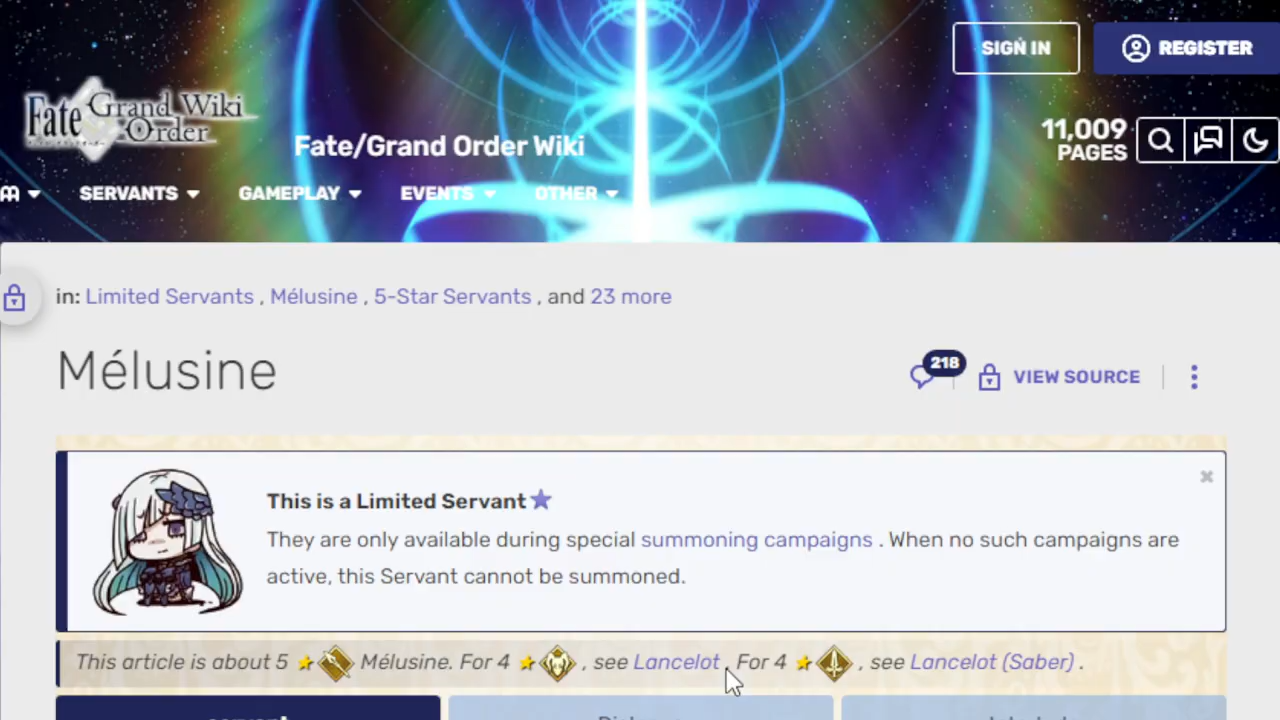 SIGN IN
REGISTER
Fate Grand Order Wiki
Fate/Grand Order Wiki
11,009
PAGES
SERVANTS
GAMEPLAY
EVENTS
OTHER
in: Limited Servants , Mélusine , 5-Star Servants , and 23 more
Mélusine
218
VIEW SOURCE
This is a Limited Servant
They are only available during special summoning campaigns . When no such campaigns are
active, this Servant cannot be summoned.
This article is about 5 Mélusine. For 4 , see Lancelot . For 4 , see Lancelot (Saber) .